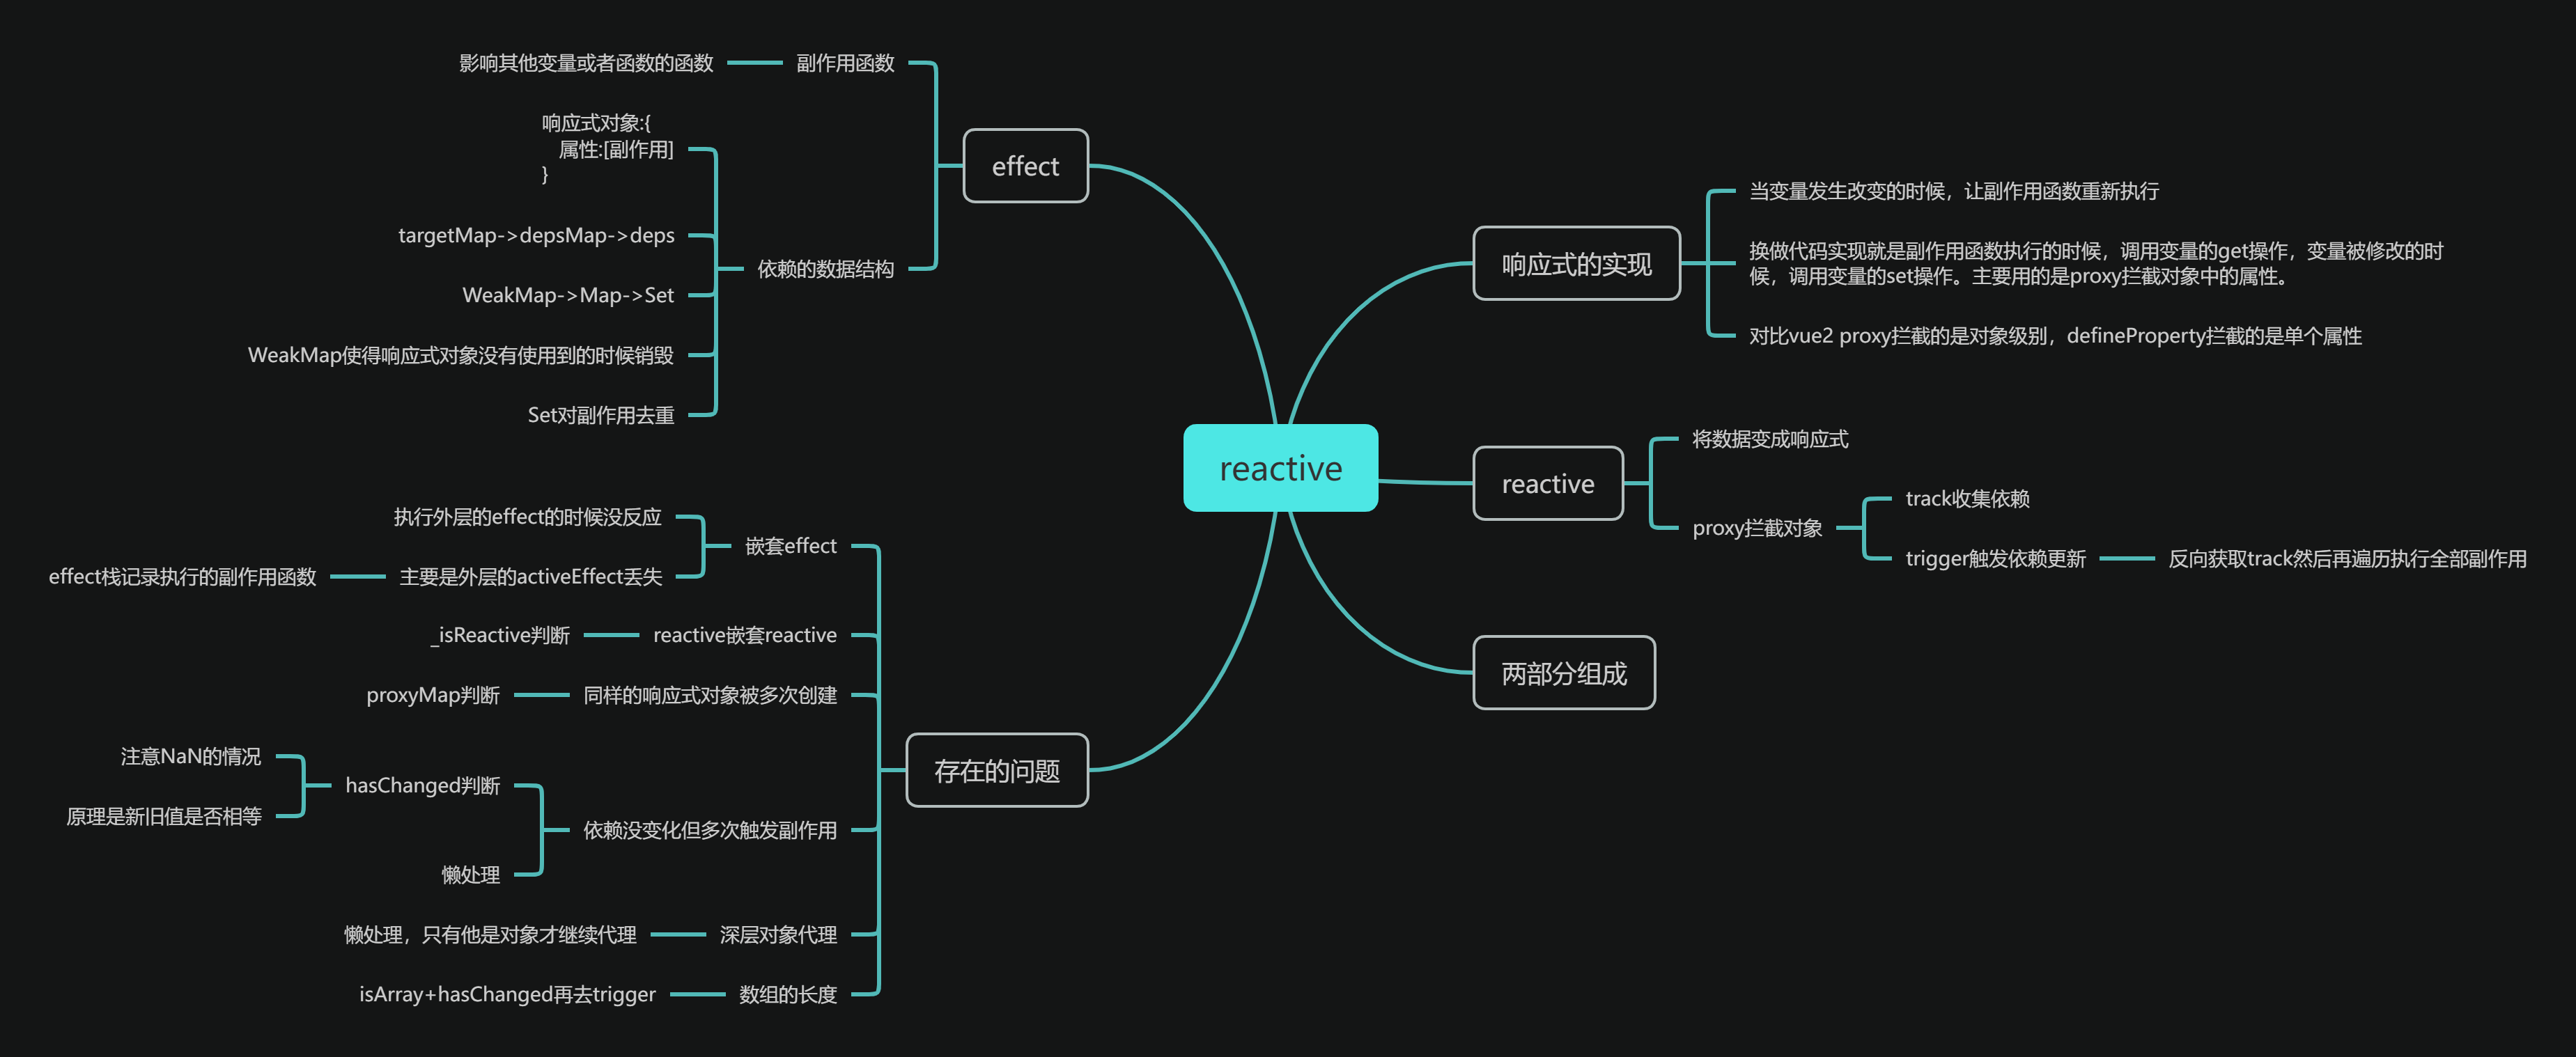 reactive
响应式的实现
当变量发生改变的时候，让副作用函数重新执行
换做代码实现就是副作用函数执行的时候，调用变量的get操作，变量被修改的时
候，调用变量的set操作。主要用的是proxy拦截对象中的属性。
对比vue2 proxy拦截的是对象级别，defineProperty拦截的是单个属性
reactive
将数据变成响应式
proxy拦截对象
track收集依赖
trigger触发依赖更新
反向获取track然后再遍历执行全部副作用
两部分组成
effect
副作用函数
影响其他变量或者函数的函数
依赖的数据结构
响应式对象:{
属性:[副作用]
}
targetMap->depsMap->deps
WeakMap->Map->Set
WeakMap使得响应式对象没有使用到的时候销毁
Set对副作用去重
存在的问题
嵌套effect
执行外层的effect的时候没反应
主要是外层的activeEffect丢失
effect栈记录执行的副作用函数
reactive嵌套reactive
_isReactive判断
同样的响应式对象被多次创建
proxyMap判断
依赖没变化但多次触发副作用
hasChanged判断
注意NaN的情况
原理是新旧值是否相等
懒处理
深层对象代理
懒处理，只有他是对象才继续代理
数组的长度
isArray+hasChanged再去trigger